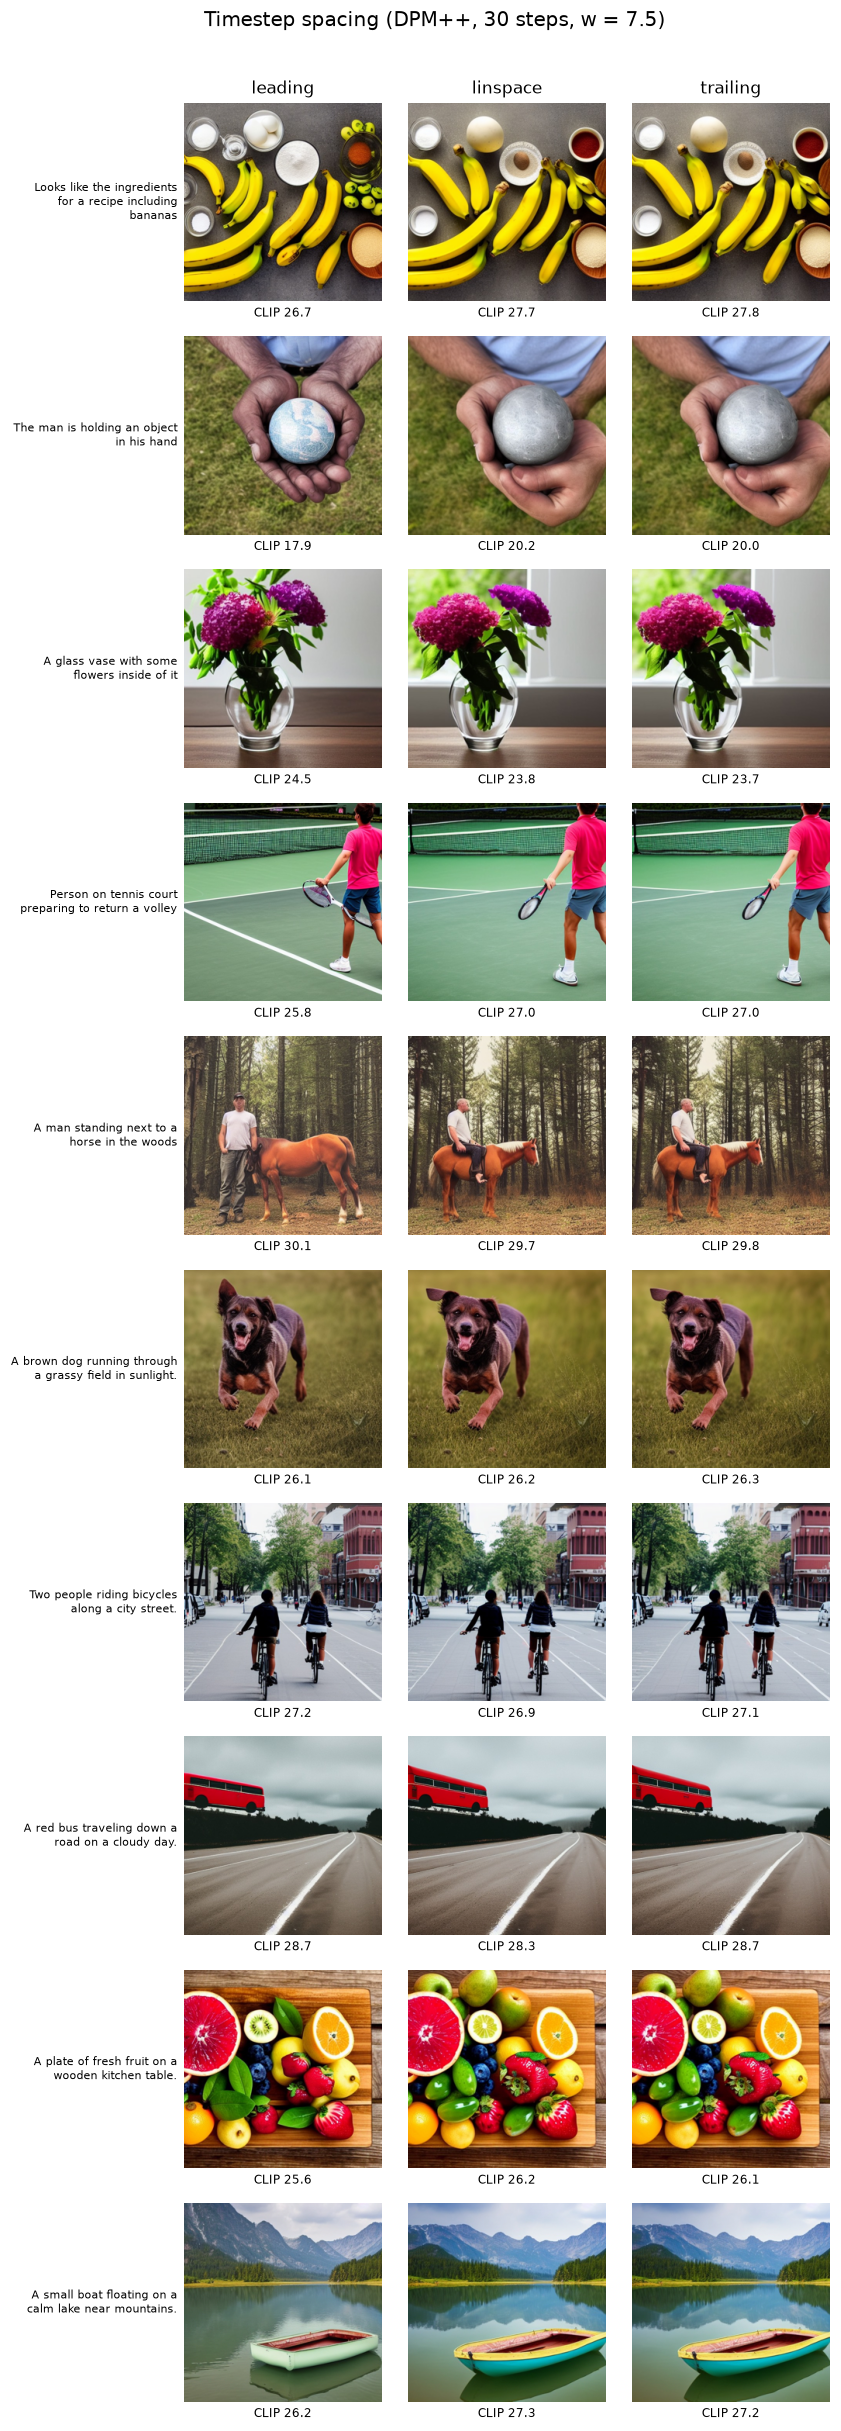 Timestep spacing (DPM++, 30 steps, w = 7.5)
leading
linspace
trailing
Looks like the ingredients
for a recipe including
bananas
CLIP 26.7
CLIP 27.7
CLIP 27.8
The man is holding an object
in his hand
CLIP 17.9
CLIP 20.2
CLIP 20.0
A glass vase with some
flowers inside of it
CLIP 24.5
CLIP 23.8
CLIP 23.7
Person on tennis court
preparing to return a volley
CLIP 25.8
CLIP 27.0
CLIP 27.0
A man standing next to a
horse in the woods
CLIP 30.1
CLIP 29.7
CLIP 29.8
A brown dog running through
a grassy field in sunlight.
CLIP 26.1
CLIP 26.2
CLIP 26.3
Two people riding bicycles
along a city street.
CLIP 27.2
CLIP 26.9
CLIP 27.1
A red bus traveling down a
road on a cloudy day.
CLIP 28.7
CLIP 28.3
CLIP 28.7
A plate of fresh fruit on a
wooden kitchen table.
CLIP 25.6
CLIP 26.2
CLIP 26.1
A small boat floating on a
calm lake near mountains.
CLIP 26.2
CLIP 27.3
CLIP 27.2